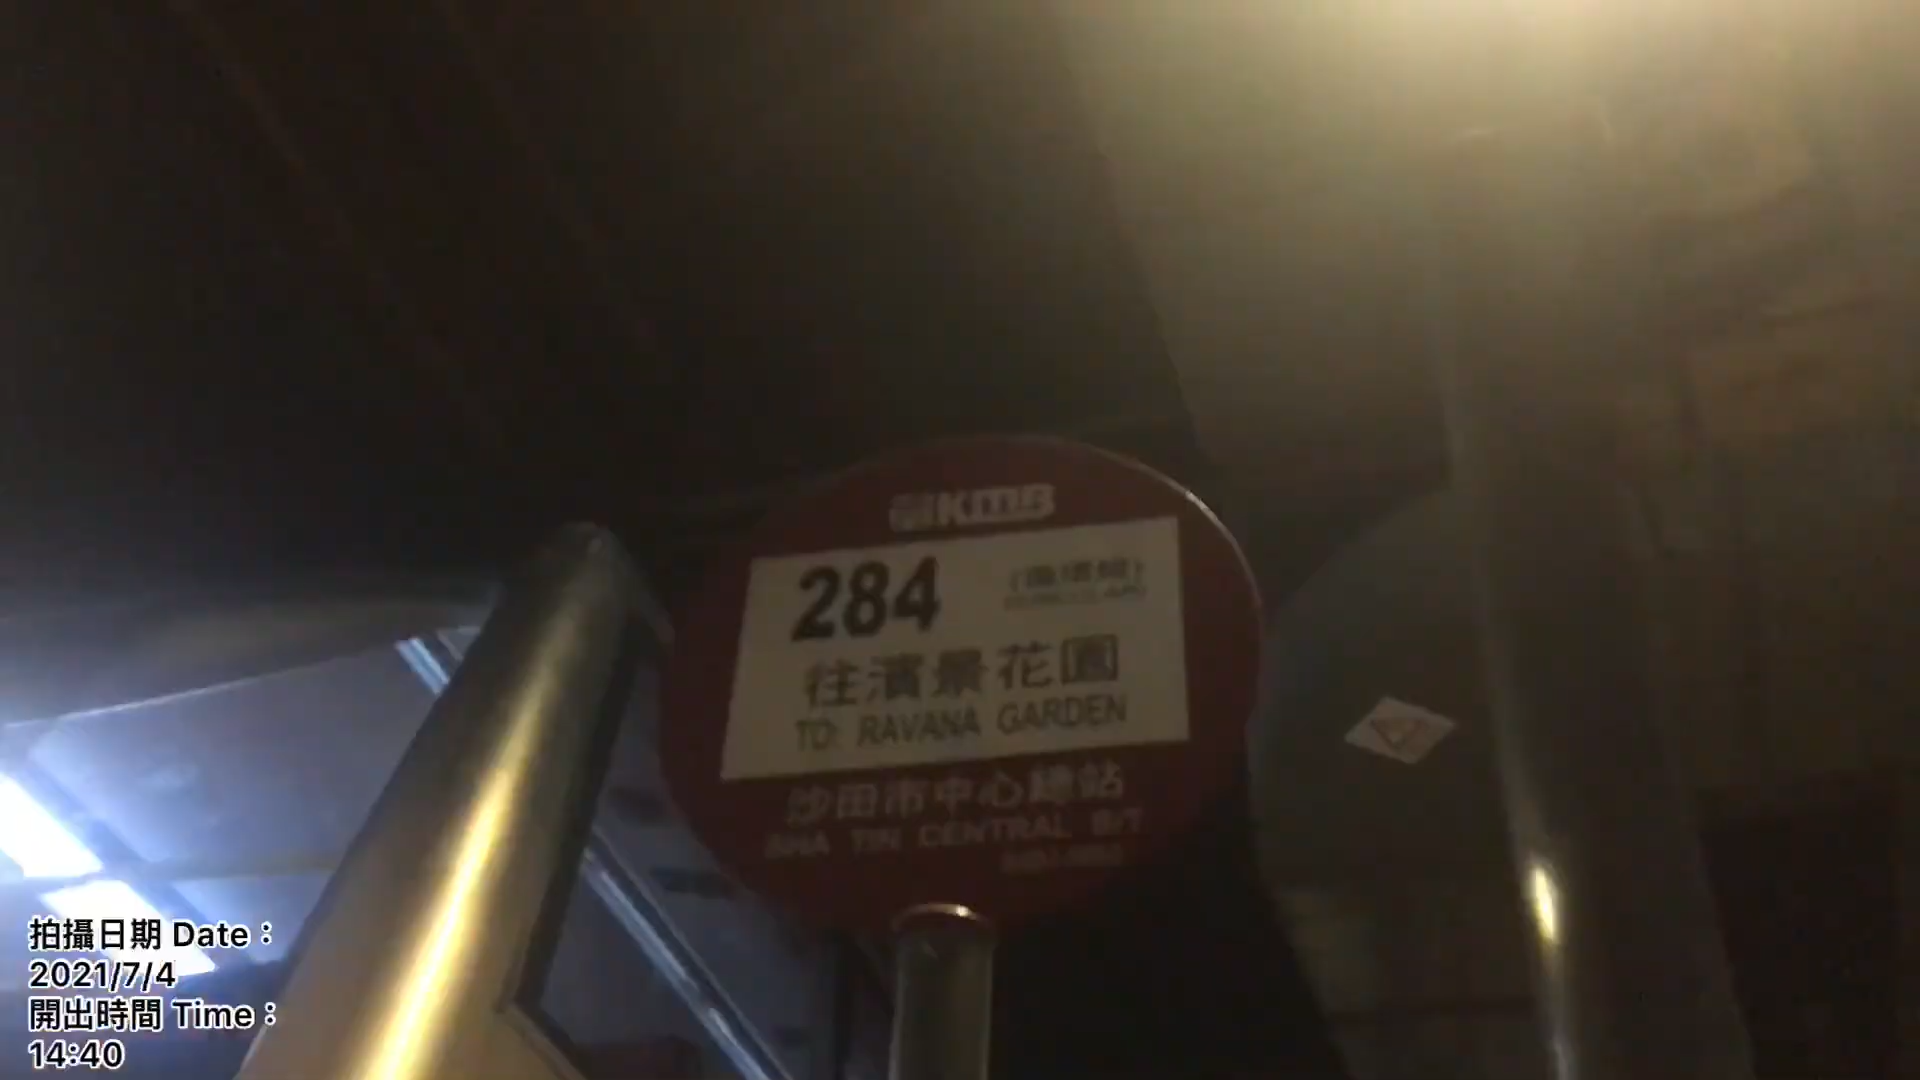 KMB
284 (循環線)
往濱景花園
TO: RAVANA GARDEN
沙田市中心總站
SHA TIN CENTRAL B/T
拍攝日期 Date：
2021/7/4
開出時間 Time：
14:40